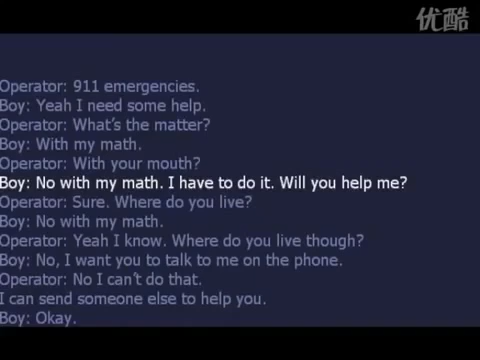 优酷
Operator: 911 emergencies.
Boy: Yeah I need some help.
Operator: What's the matter?
Boy: With my math.
Operator: With your mouth?
Boy: No with my math. I have to do it. Will you help me?
Operator: Sure. Where do you live?
Boy: No with my math.
Operator: Yeah I know. Where do you live though?
Boy: No, I want you to talk to me on the phone.
Operator: No I can't do that.
I can send someone else to help you.
Boy: Okay.